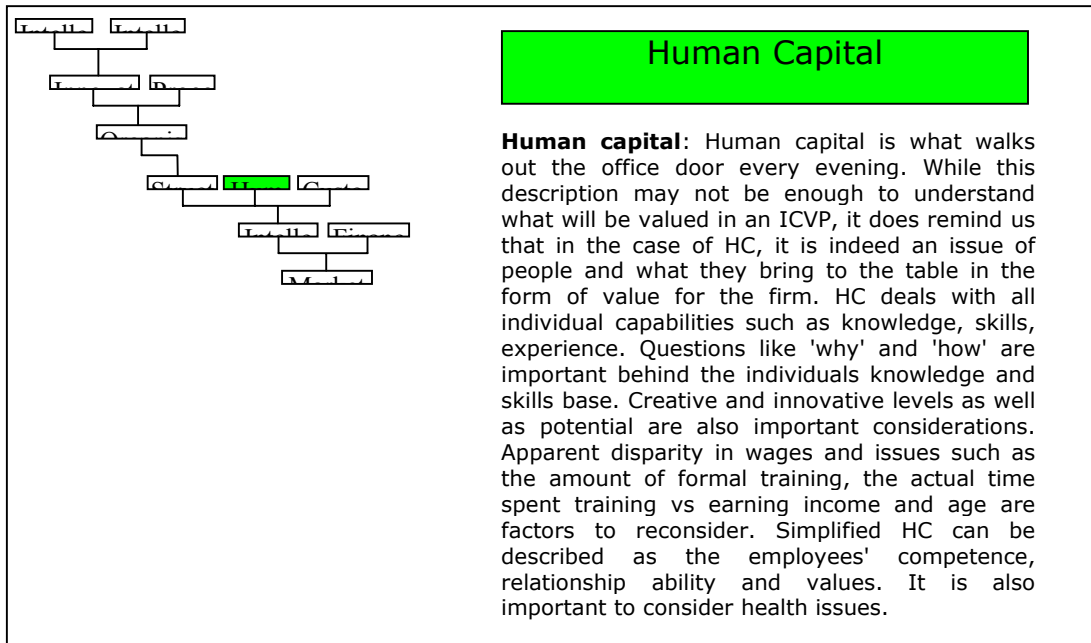 Human Capital
Human capital: Human capital is what walks
out the office door every evening. While this
description may not be enough to understand
what will be valued in an ICVP, it does remind us
that in the case of HC, it is indeed an issue of
people and what they bring to the table in the
form of value for the firm. HC deals with all
individual capabilities such as knowledge, skills,
experience. Questions like 'why' and 'how' are
important behind the individuals knowledge and
skills base. Creative and innovative levels as well
as potential are also important considerations.
Apparent disparity in wages and issues such as
the amount of formal training, the actual time
spent training vs earning income and age are
factors to reconsider. Simplified HC can be
described as the employees' competence,
relationship ability and values. It is also
important to consider health issues.